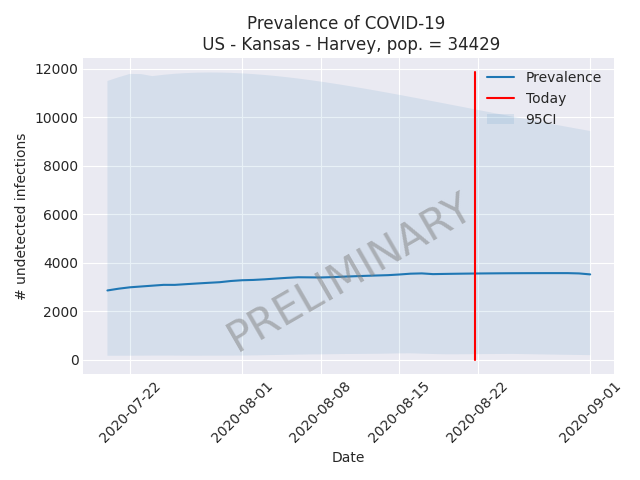 Prevalence of COVID-19
US - Kansas - Harvey, pop. = 34429
12000
10000
8000
6000
4000
2000
0
# undetected infections
Prevalence
Today
95CI
PRELIMINARY
2020-07-22
2020-08-01
2020-08-08
2020-08-15
2020-08-22
2020-09-01
Date